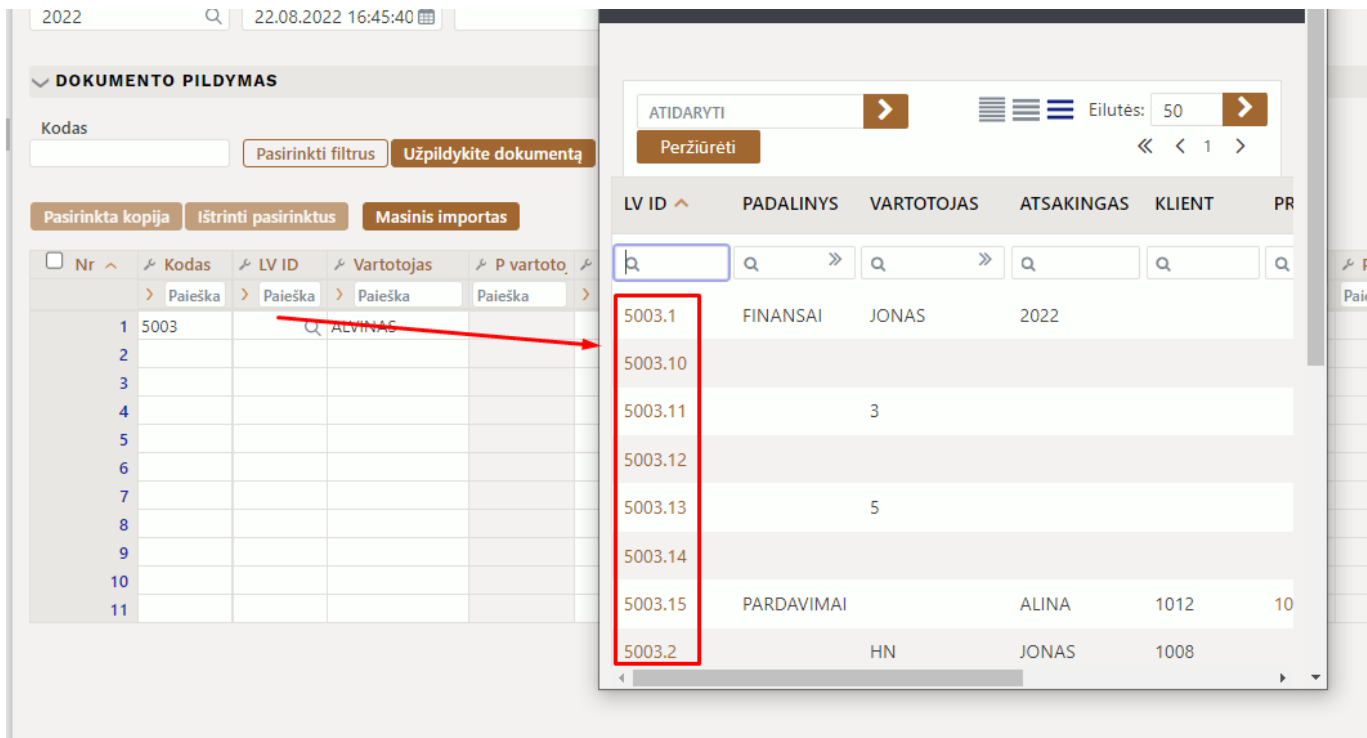 2022 22.08.2022 16:45:40
DOKUMENTO PILDYMAS
Kodas
Pasirinkti filtrus Užpildykite dokumentą
Pasirinkta kopija Ištrinti pasirinktus Masinis importas
Nr Kodas LV ID Vartotojas P vartotoj
Paieška Paieška Paieška Paieška
1 5003 ALVINAS
2
3
4
5
6
7
8
9
10
11
ATIDARYTI Eilutės: 50
Peržiūrėti 1
LV ID PADALINYS VARTOTOJAS ATSAKINGAS KLIENT PR
5003.1 FINANSAI JONAS 2022
5003.10
5003.11 3
5003.12
5003.13 5
5003.14
5003.15 PARDAVIMAI ALINA 1012 10
5003.2 HN JONAS 1008
Pai